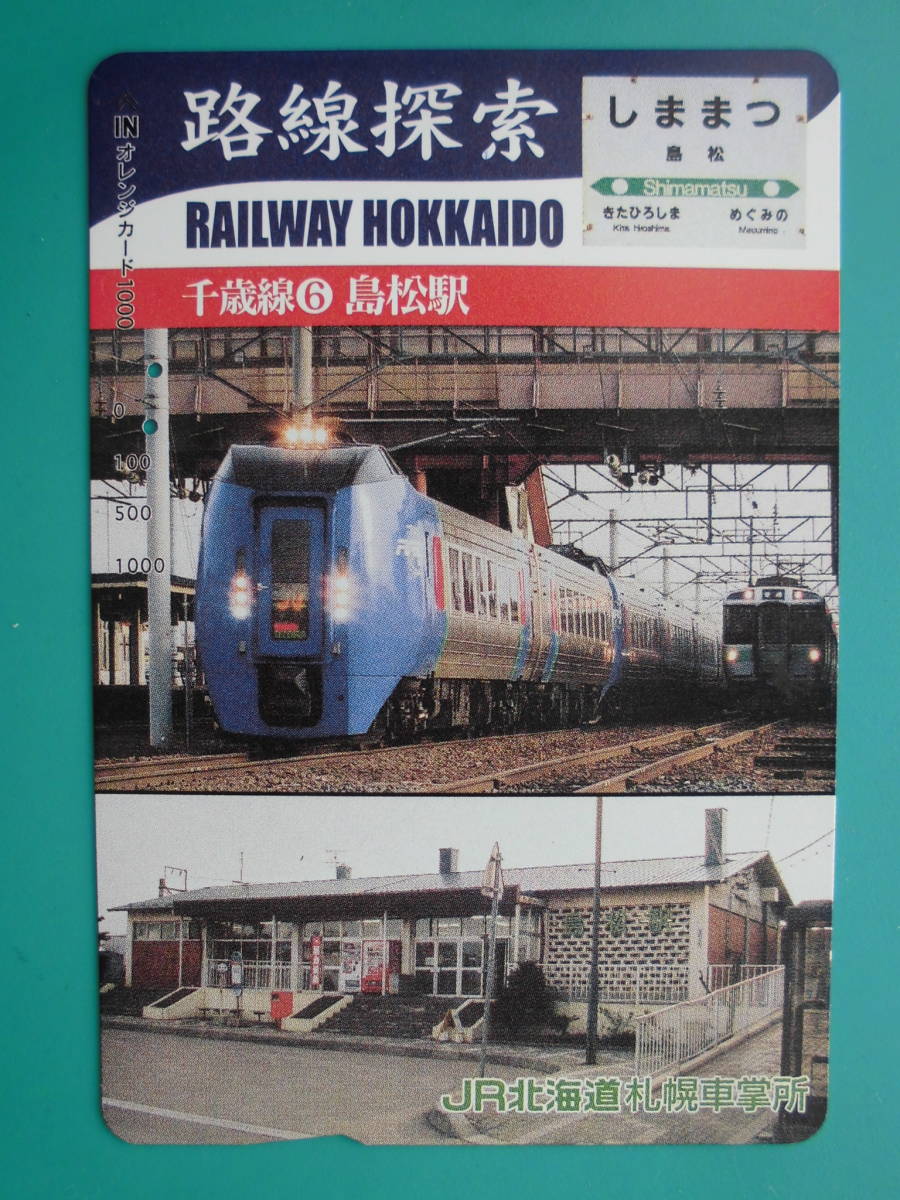 路線探索
RAILWAY HOKKAIDO
しままつ
島松
Shimamatsu
きたひろしま めぐみの
Kita-Hiroshima Megumino
千歳線❻ 島松駅
IN オレンジカード1000
0
100
500
1000
島松駅
JR北海道札幌車掌所